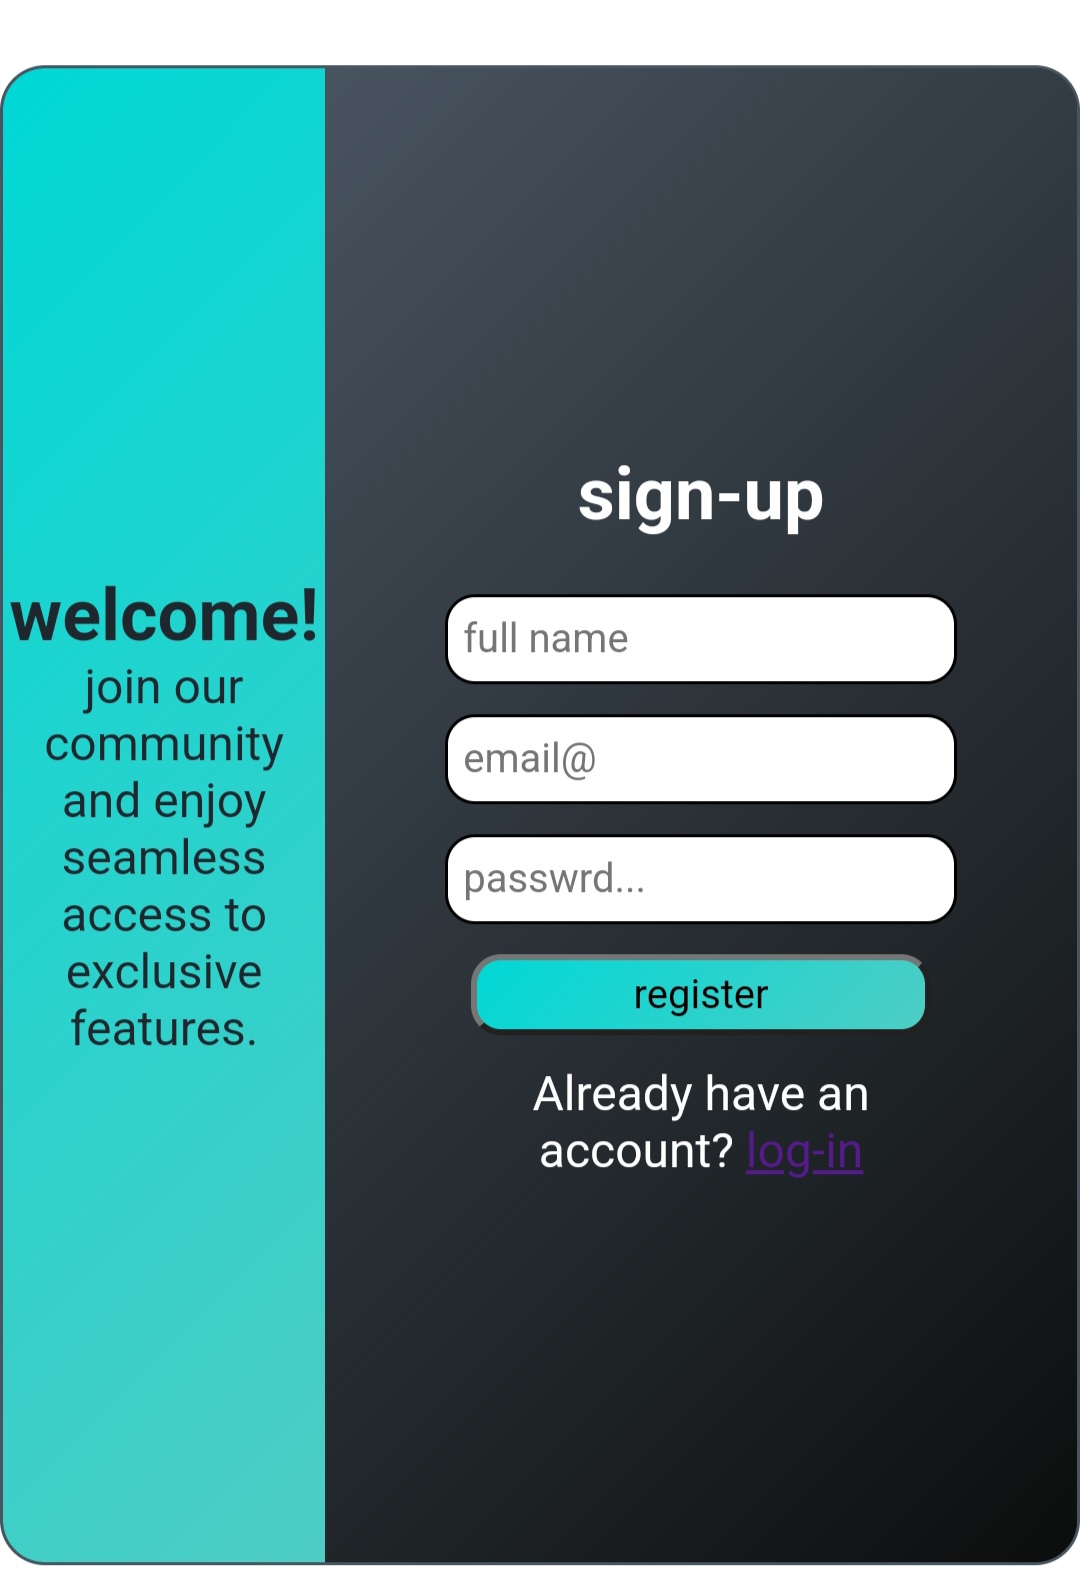 welcome!
join our
community
and enjoy
seamless
access to
exclusive
features.
sign-up
full name
email@
passwrd...
register
Already have an
account? log-in